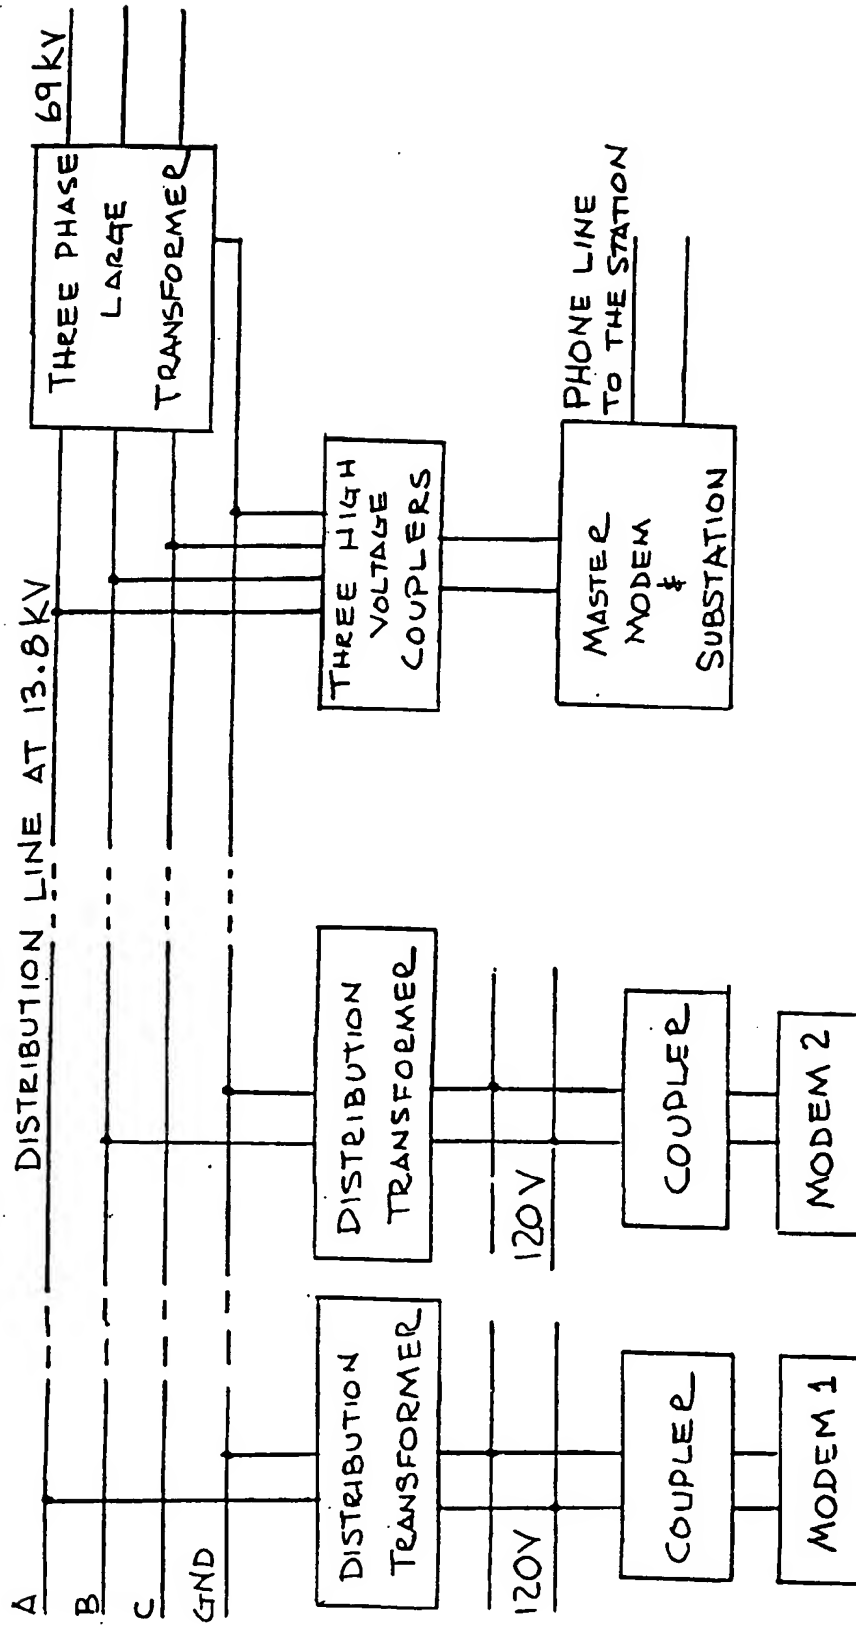 DISTRIBUTION LINE AT 13.8KV
69KV
A
B
C
GND
THREE PHASE
LARGE
TRANSFORMER
DISTRIBUTION
TRANSFORMER
DISTRIBUTION
TRANSFORMER
THREE HIGH
VOLTAGE
COUPLERS
PHONE LINE
TO THE STATION
120V
120V
MASTER
MODEM
&
SUBSTATION
COUPLER
COUPLER
MODEM 1
MODEM 2